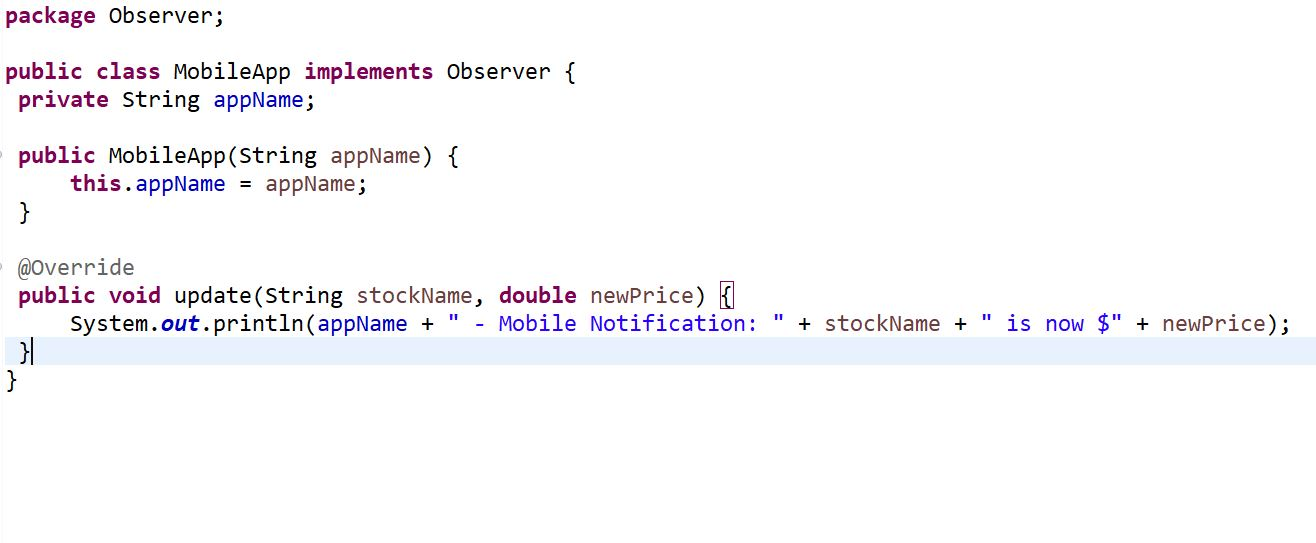 package Observer;
public class MobileApp implements Observer {
private String appName;
public MobileApp(String appName) {
this.appName = appName;
}
@Override
public void update(String stockName, double newPrice) {
System.out.println(appName + " - Mobile Notification: " + stockName + " is now $" + newPrice);
}
}